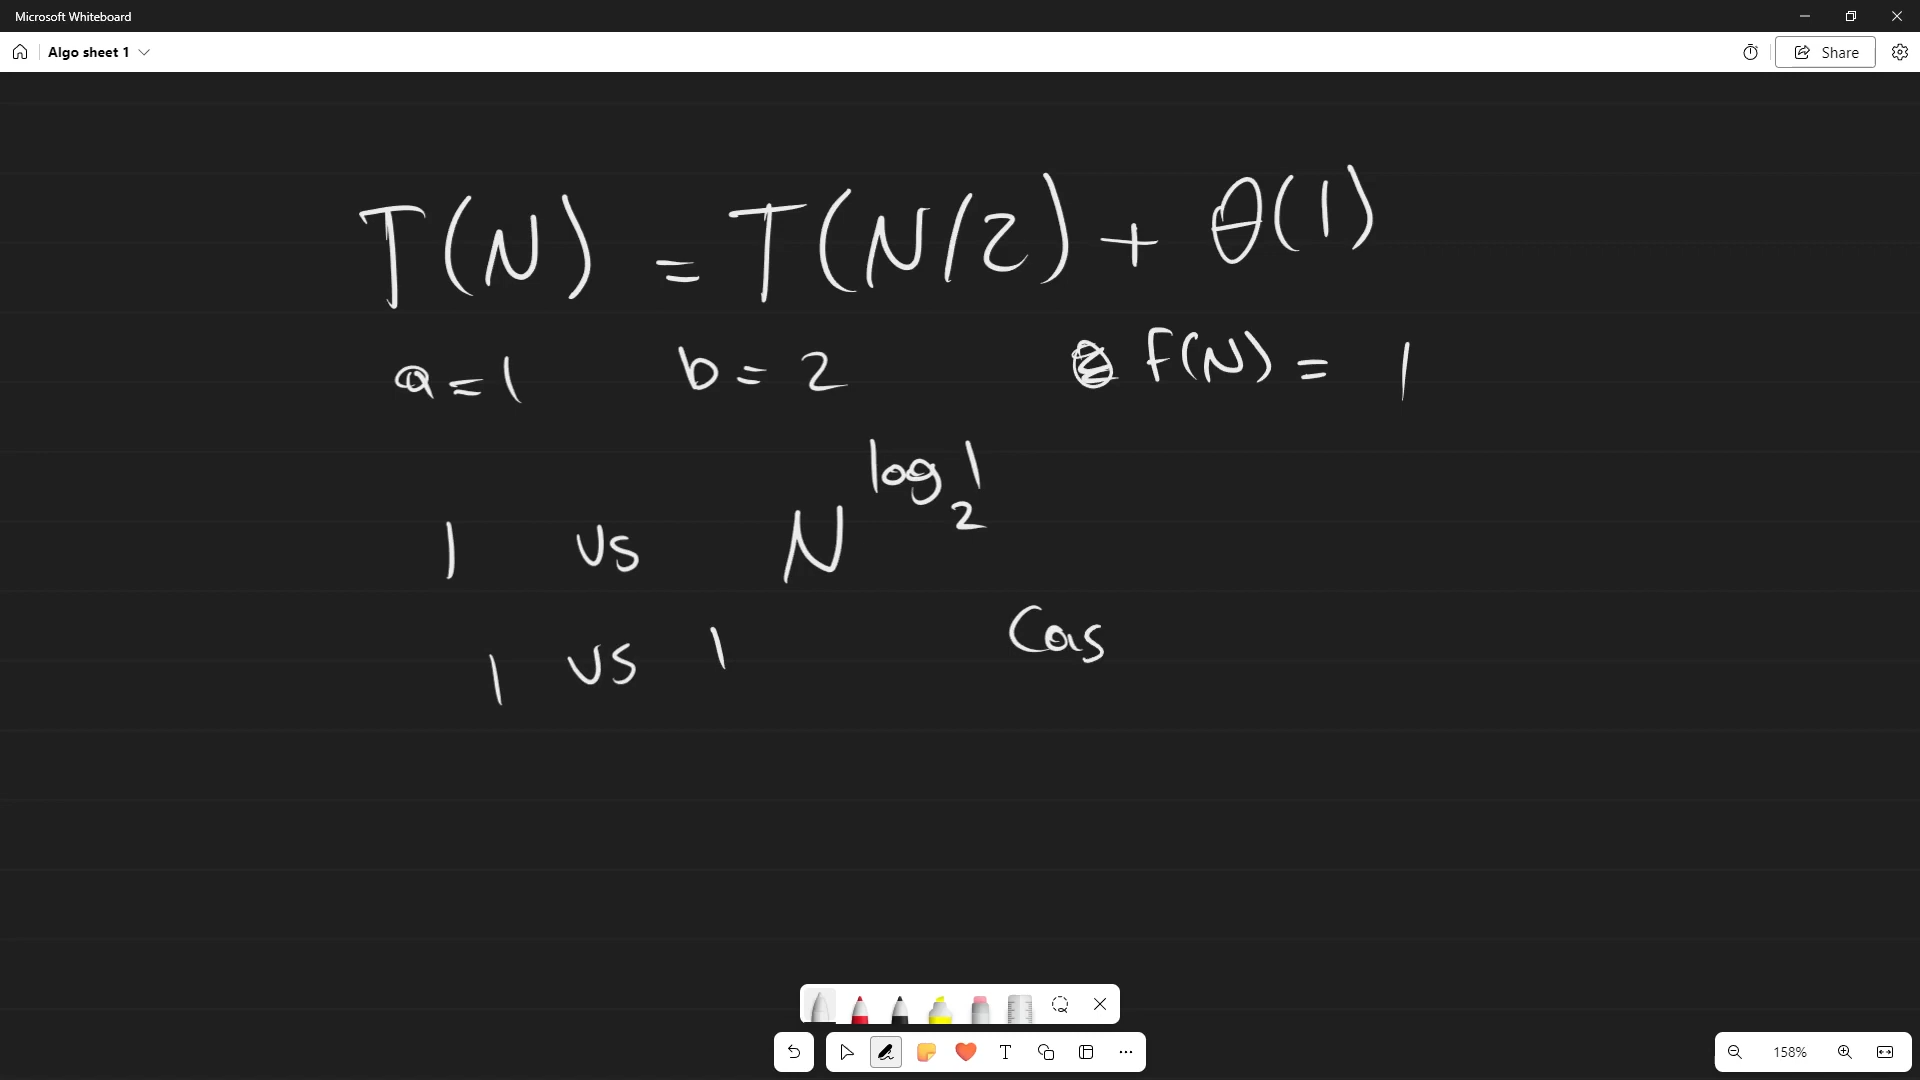 Microsoft Whiteboard
Algo sheet 1
Share
T(N) = T(N/2) + θ(1)
a = 1 b = 2 F(N) = 1
1 vs N^log_2 1
1 vs 1 Cas
T
158%